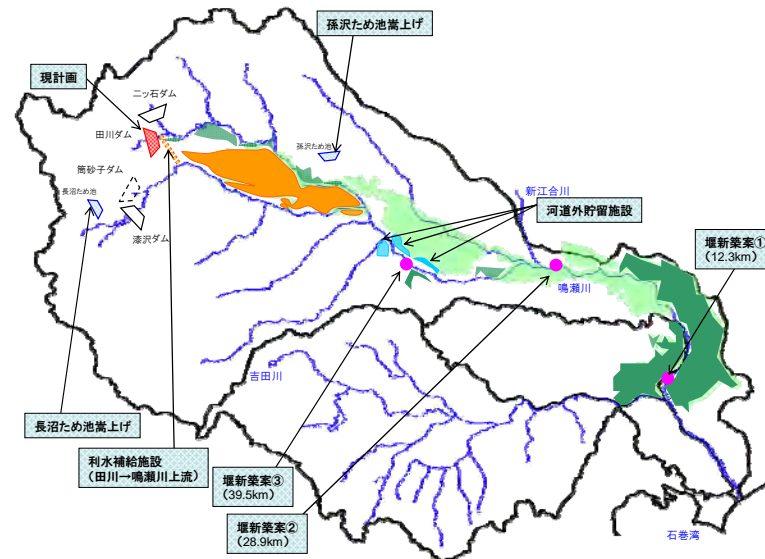 孫沢ため池嵩上げ
現計画
二ッ石ダム
田川ダム
孫沢ため池
筒砂子ダム
長沼ため池
新江合川
河道外貯留施設
漆沢ダム
堰新築案①
(12.3km)
鳴瀬川
吉田川
長沼ため池嵩上げ
利水補給施設
(田川→鳴瀬川上流)
堰新築案③
(39.5km)
堰新築案②
(28.9km)
石巻湾